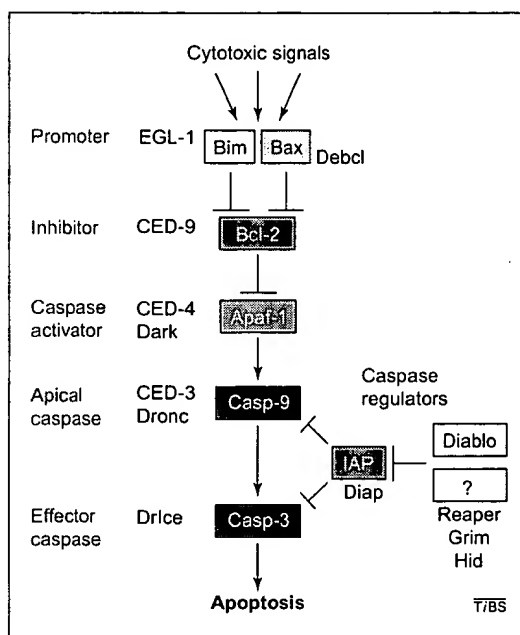 Cytotoxic signals
Promoter EGL-1 Bim Bax Debcl
Inhibitor CED-9 Bcl-2
Caspase activator CED-4 Dark Apaf-1
Apical caspase CED-3 Dronc Casp-9
Caspase regulators
IAP
Diap
Diablo
?
Reaper
Grim
Hid
Effector caspase DrIce Casp-3
Apoptosis
TiBS